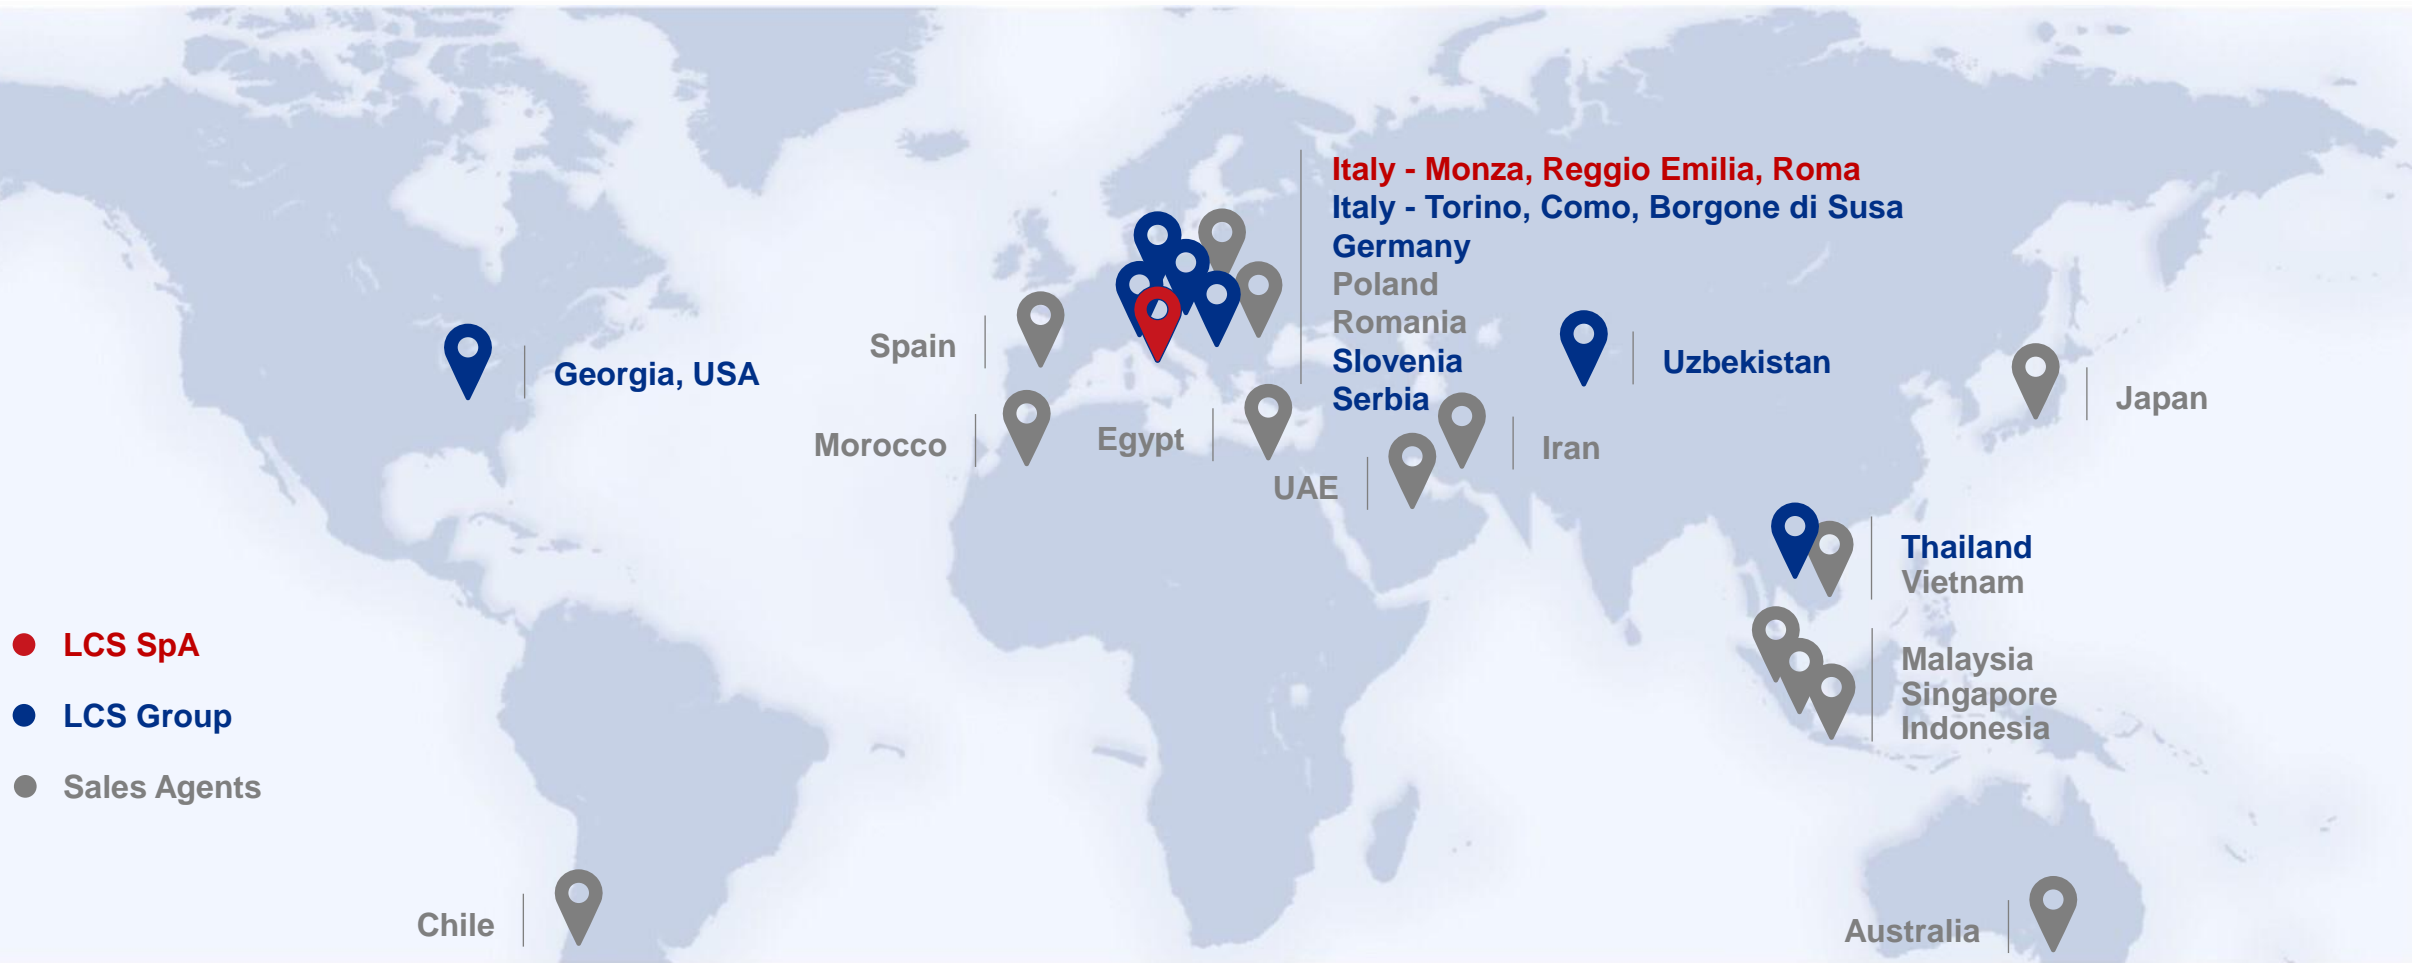 Italy - Monza, Reggio Emilia, Roma
Italy - Torino, Como, Borgone di Susa
Germany
Poland
Romania
Slovenia
Serbia
Spain
Georgia, USA
Uzbekistan
Japan
Morocco
Egypt
Iran
UAE
Thailand
Vietnam
Malaysia
Singapore
Indonesia
LCS SpA
LCS Group
Sales Agents
Chile
Australia